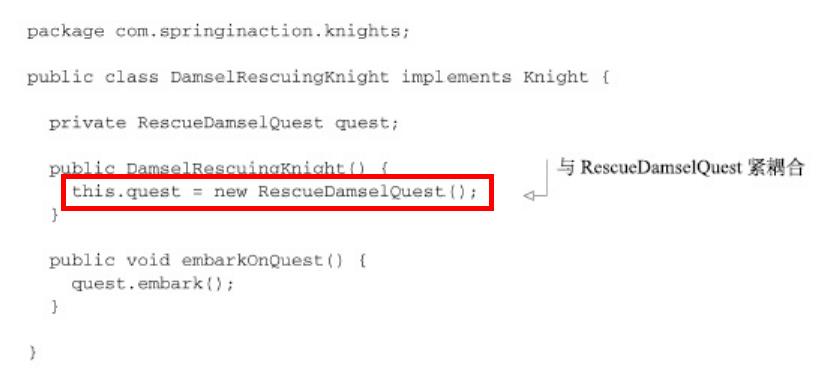 package com.springinaction.knights;
public class DamselRescuingKnight implements Knight {
private RescueDamselQuest quest;
public DamselRescuingKnight() {
this.quest = new RescueDamselQuest();
与 RescueDamselQuest 紧耦合
}
public void embarkOnQuest() {
quest.embark();
}
}